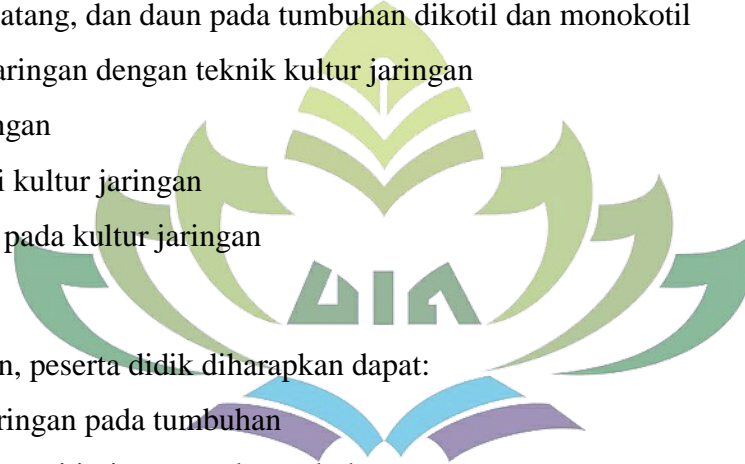 atang, dan daun pada tumbuhan dikotil dan monokotil
aringan dengan teknik kultur jaringan
ngan
i kultur jaringan
pada kultur jaringan
UIN
n, peserta didik diharapkan dapat:
ringan pada tumbuhan